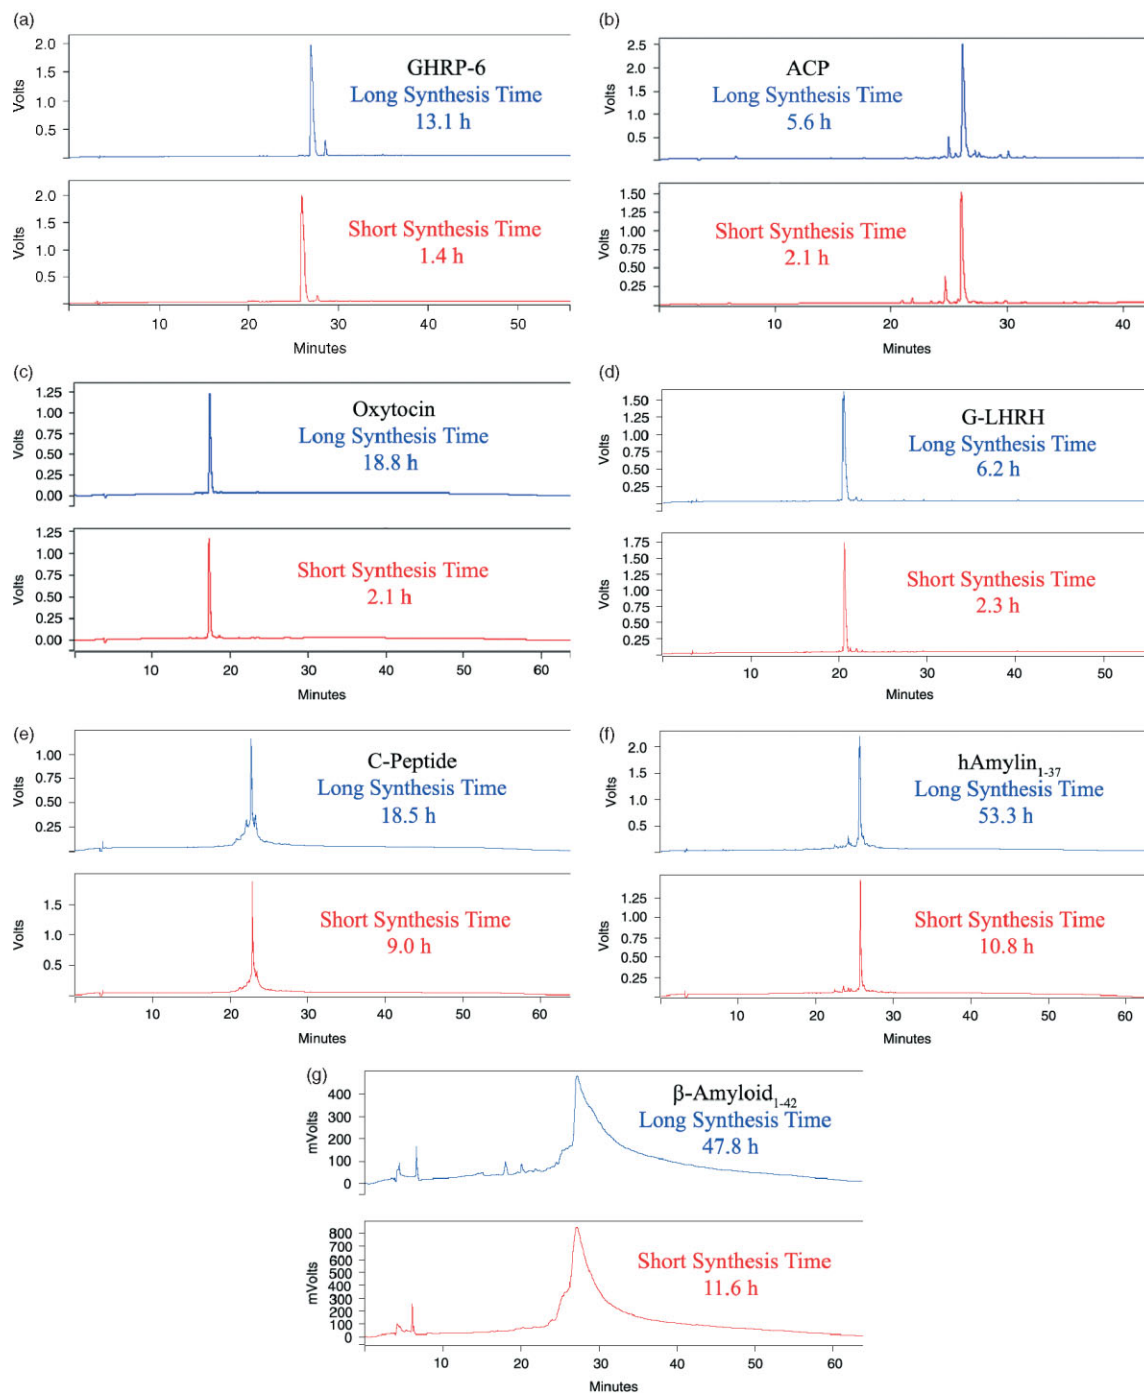 (a)
2.0
1.5
1.0
0.5
Volts
GHRP-6
Long Synthesis Time
13.1 h
2.0
1.5
1.0
0.5
Volts
Short Synthesis Time
1.4 h
10 20 30 40 50
Minutes
(b)
2.5
2.0
1.5
1.0
0.5
Volts
ACP
Long Synthesis Time
5.6 h
1.50
1.25
1.00
0.75
0.50
0.25
Volts
Short Synthesis Time
2.1 h
10 20 30 40
Minutes
(c)
1.25
1.00
0.75
0.50
0.25
0.00
Volts
Oxytocin
Long Synthesis Time
18.8 h
1.25
1.00
0.75
0.50
0.25
0.00
Volts
Short Synthesis Time
2.1 h
10 20 30 40 50 60
Minutes
(d)
1.50
1.25
1.00
0.75
0.50
0.25
Volts
G-LHRH
Long Synthesis Time
6.2 h
1.75
1.50
1.25
1.00
0.75
0.50
0.25
Volts
Short Synthesis Time
2.3 h
10 20 30 40 50
Minutes
(e)
1.00
0.75
0.50
0.25
Volts
C-Peptide
Long Synthesis Time
18.5 h
1.5
1.0
0.5
Volts
Short Synthesis Time
9.0 h
10 20 30 40 50 60
Minutes
(f)
2.0
1.5
1.0
0.5
Volts
hAmylin1-37
Long Synthesis Time
53.3 h
1.25
1.00
0.75
0.50
0.25
Volts
Short Synthesis Time
10.8 h
10 20 30 40 50 60
Minutes
(g)
400
300
200
100
0
mVolts
β-Amyloid1-42
Long Synthesis Time
47.8 h
800
700
600
500
400
300
200
100
0
mVolts
Short Synthesis Time
11.6 h
10 20 30 40 50 60
Minutes